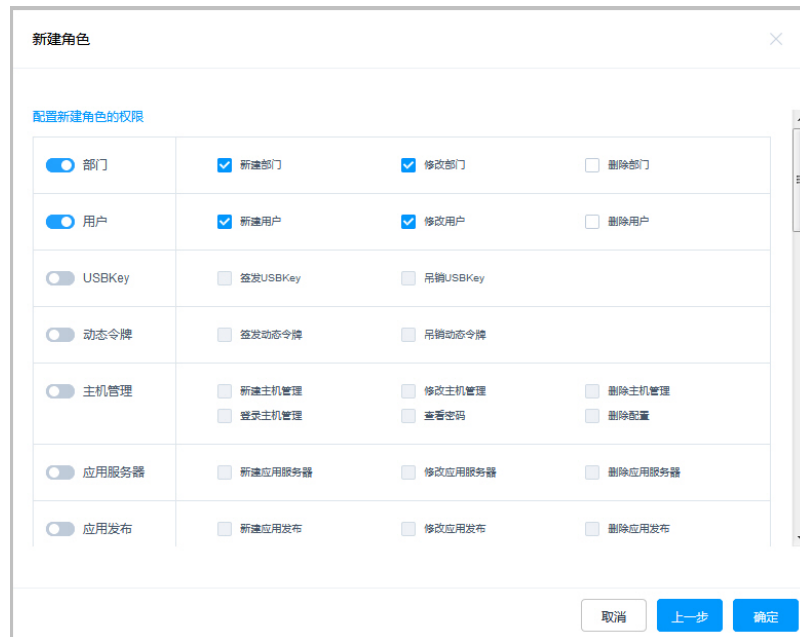 新建角色
配置新建角色的权限
部门 新建部门 修改部门 删除部门
用户 新建用户 修改用户 删除用户
USBKey 签发USBKey 吊销USBKey
动态令牌 签发动态令牌 吊销动态令牌
主机管理 新建主机管理 修改主机管理 删除主机管理
登录主机管理 查看密码 删除配置
应用服务器 新建应用服务器 修改应用服务器 删除应用服务器
应用发布 新建应用发布 修改应用发布 删除应用发布
取消 上一步 确定